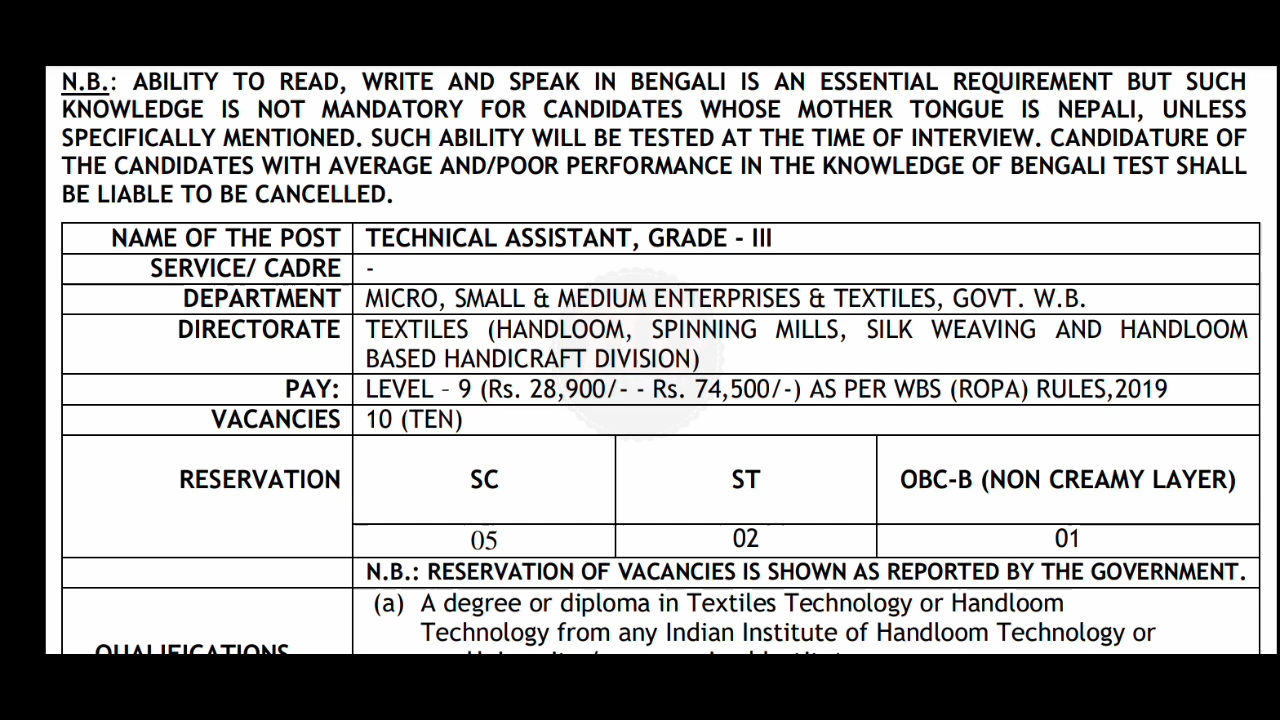 N.B.: ABILITY TO READ, WRITE AND SPEAK IN BENGALI IS AN ESSENTIAL REQUIREMENT BUT SUCH
KNOWLEDGE IS NOT MANDATORY FOR CANDIDATES WHOSE MOTHER TONGUE IS NEPALI, UNLESS
SPECIFICALLY MENTIONED. SUCH ABILITY WILL BE TESTED AT THE TIME OF INTERVIEW. CANDIDATURE OF
THE CANDIDATES WITH AVERAGE AND/POOR PERFORMANCE IN THE KNOWLEDGE OF BENGALI TEST SHALL
BE LIABLE TO BE CANCELLED.
NAME OF THE POST TECHNICAL ASSISTANT, GRADE - III
SERVICE/ CADRE -
DEPARTMENT MICRO, SMALL & MEDIUM ENTERPRISES & TEXTILES, GOVT. W.B.
DIRECTORATE TEXTILES (HANDLOOM, SPINNING MILLS, SILK WEAVING AND HANDLOOM
BASED HANDICRAFT DIVISION)
PAY: LEVEL – 9 (Rs. 28,900/- - Rs. 74,500/-) AS PER WBS (ROPA) RULES,2019
VACANCIES 10 (TEN)
RESERVATION SC ST OBC-B (NON CREAMY LAYER)
05 02 01
N.B.: RESERVATION OF VACANCIES IS SHOWN AS REPORTED BY THE GOVERNMENT.
(a) A degree or diploma in Textiles Technology or Handloom
Technology from any Indian Institute of Handloom Technology or
QUALIFICATIONS